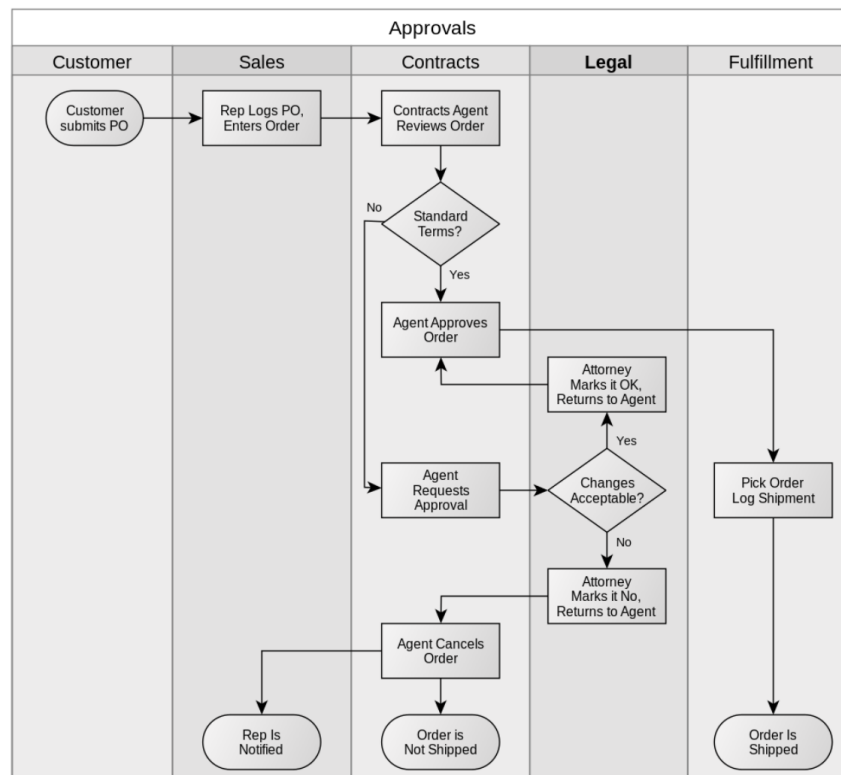 Approvals
Customer
Sales
Contracts
Legal
Fulfillment
Customer
submits PO
Rep Logs PO,
Enters Order
Contracts Agent
Reviews Order
No
Standard
Terms?
Yes
Agent Approves
Order
Attorney
Marks it OK,
Returns to Agent
Yes
Agent
Requests
Approval
Changes
Acceptable?
Pick Order
Log Shipment
No
Attorney
Marks it No,
Returns to Agent
Agent Cancels
Order
Rep Is
Notified
Order is
Not Shipped
Order Is
Shipped